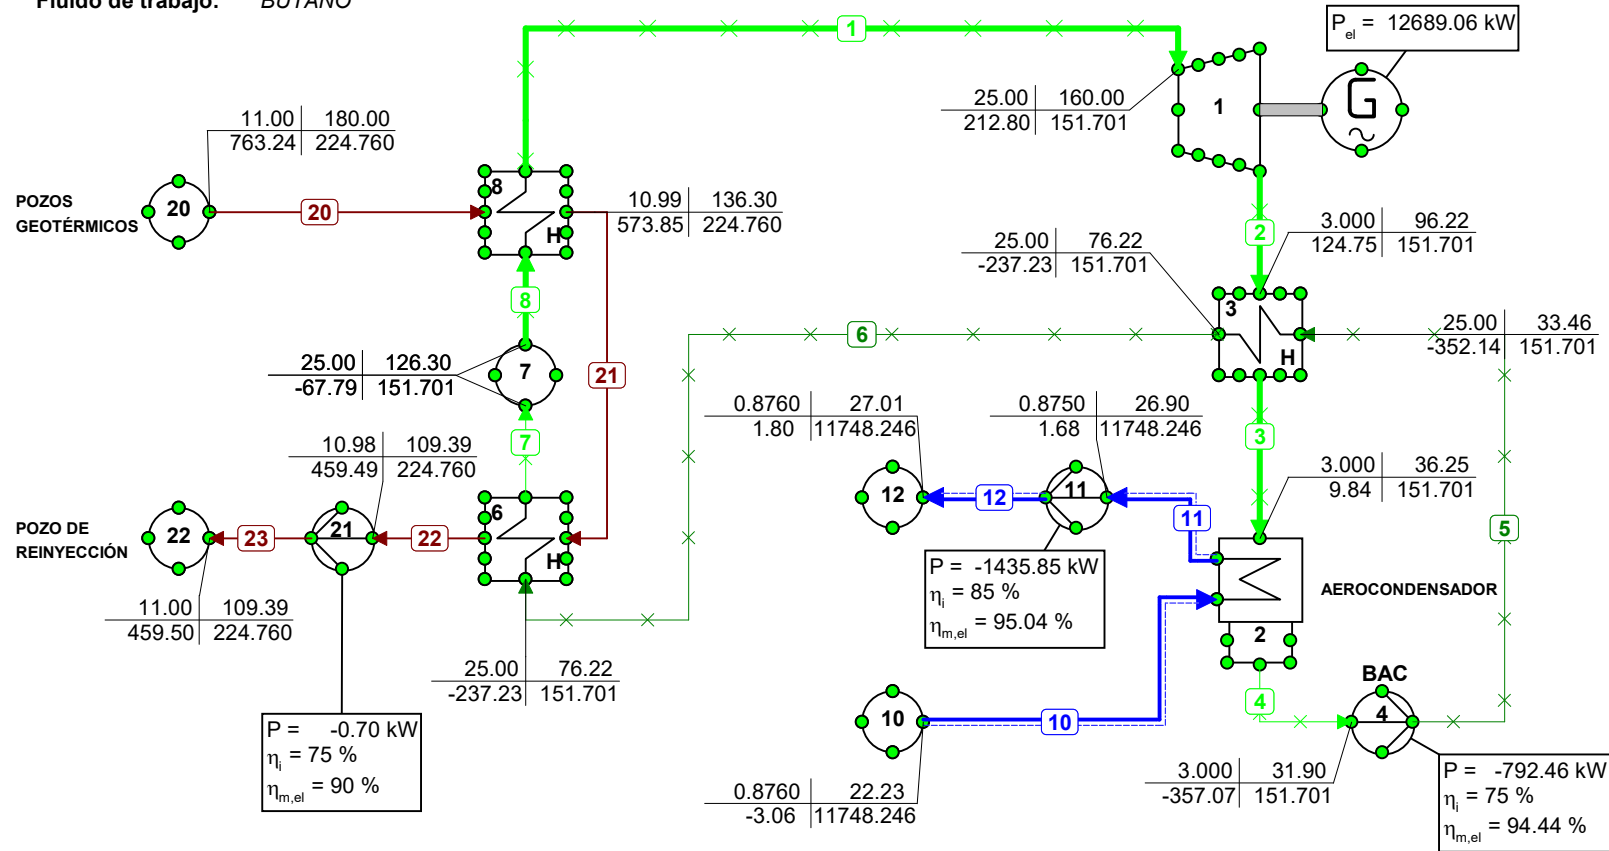 Fluido de trabajo: BUTANO
P_el = 12689.06 kW
1
25.00 160.00
212.80 151.701
1
G
11.00 180.00
763.24 224.760
POZOS
GEOTÉRMICOS
20
20
8
H
10.99 136.30
573.85 224.760
2
3.000 96.22
124.75 151.701
25.00 76.22
-237.23 151.701
8
3
H
25.00 33.46
-352.14 151.701
6
25.00 126.30
-67.79 151.701
7
21
0.8760 27.01
1.80 11748.246
0.8750 26.90
1.68 11748.246
3
7
10.98 109.39
459.49 224.760
3.000 36.25
9.84 151.701
12
12
11
11
5
POZO DE
REINYECCIÓN
22
23
21
22
6
H
P = -1435.85 kW
η_i = 85 %
η_m,el = 95.04 %
AEROCONDENSADOR
2
11.00 109.39
459.50 224.760
25.00 76.22
-237.23 151.701
BAC
4
4
10
10
P = -0.70 kW
η_i = 75 %
η_m,el = 90 %
0.8760 22.23
-3.06 11748.246
3.000 31.90
-357.07 151.701
P = -792.46 kW
η_i = 75 %
η_m,el = 94.44 %